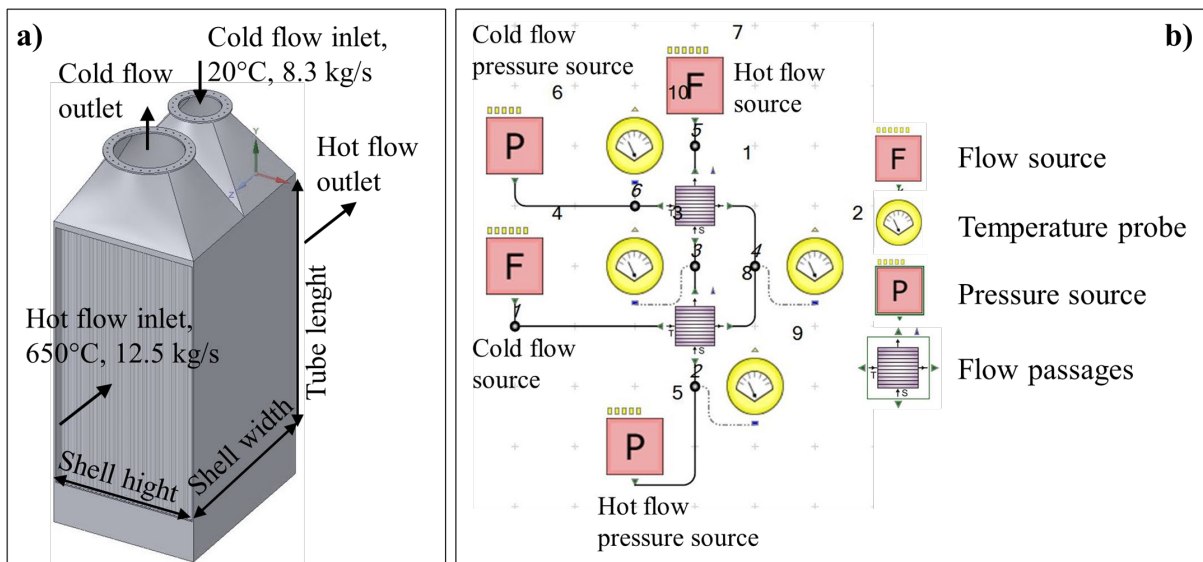 a)
Cold flow inlet,
20°C, 8.3 kg/s
Cold flow
outlet
Hot flow
outlet
Y
Z
Tube lenght
Hot flow inlet,
650°C, 12.5 kg/s
Shell hight
Shell width
b)
Cold flow
pressure source
7
F
Hot flow
source
6
10
P
5
1
6
T
S
4
3
2
F
3
4
8
1
T
S
9
Cold flow
source
2
5
P
Hot flow
pressure source
F
Flow source
Temperature probe
P
Pressure source
T
S
Flow passages